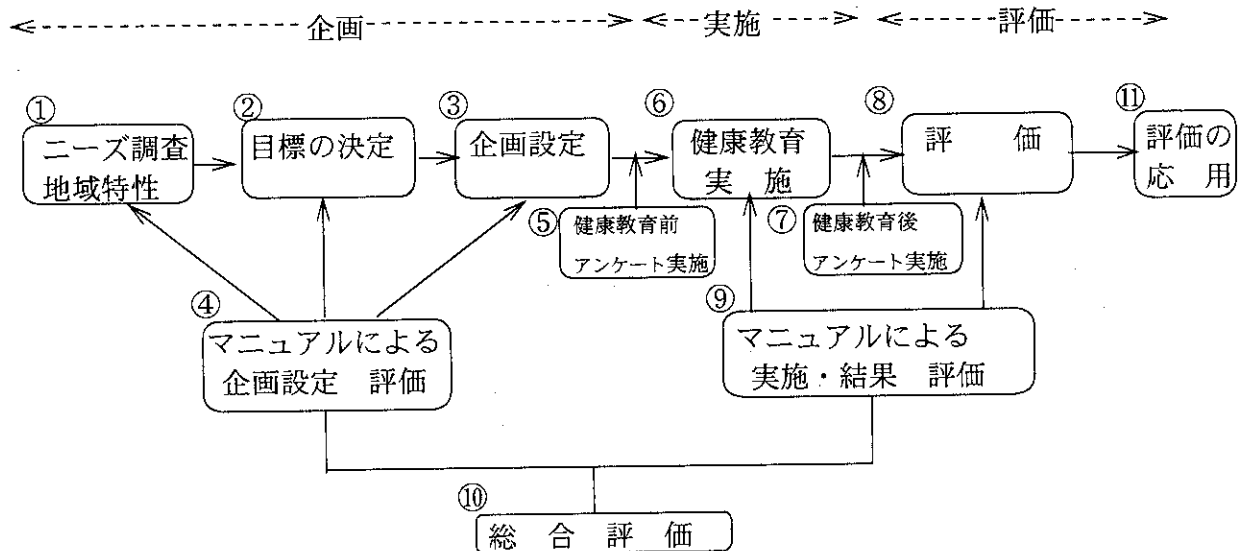 企画 実施 評価
① ② ③ ⑥ ⑧ ⑪
ニーズ調査
地域特性
目標の決定
企画設定
健康教育
実 施
評 価
評価の
応 用
⑤ 健康教育前
アンケート実施
⑦ 健康教育後
アンケート実施
④
マニュアルによる
企画設定 評価
⑨
マニュアルによる
実施・結果 評価
⑩
総 合 評 価